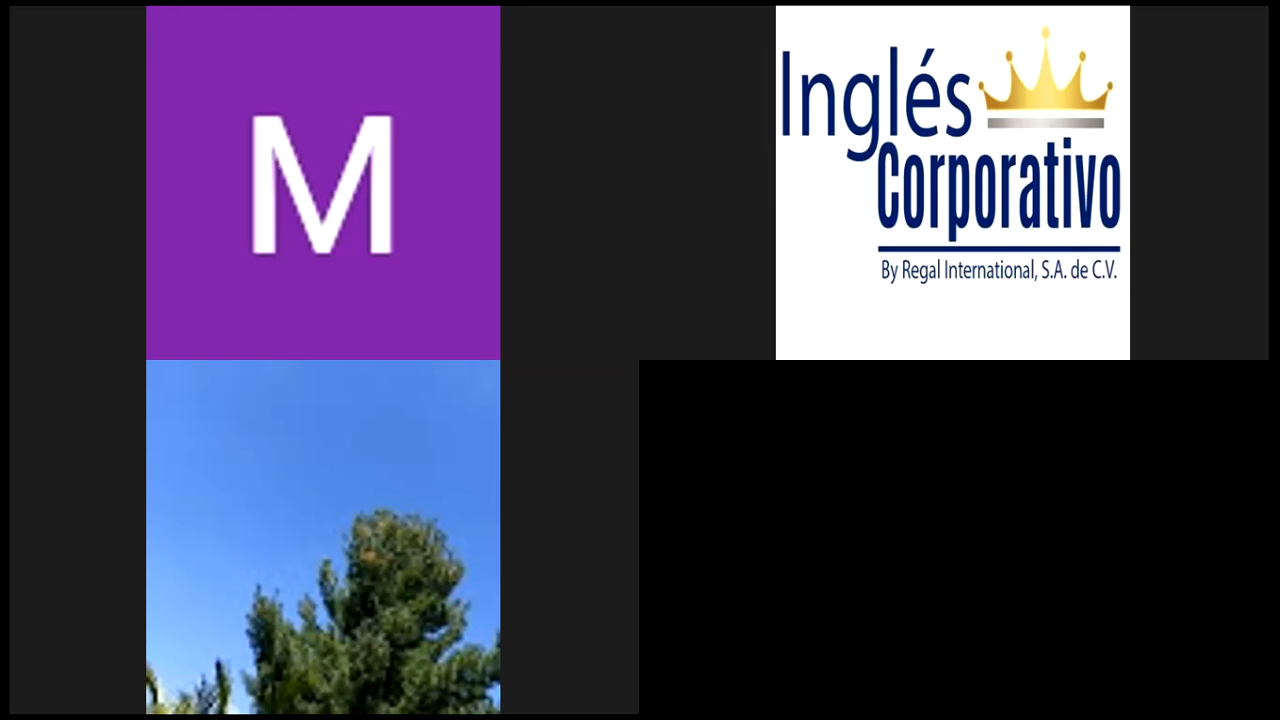 M
Inglés
Corporativo
By Regal International, S.A. de C.V.